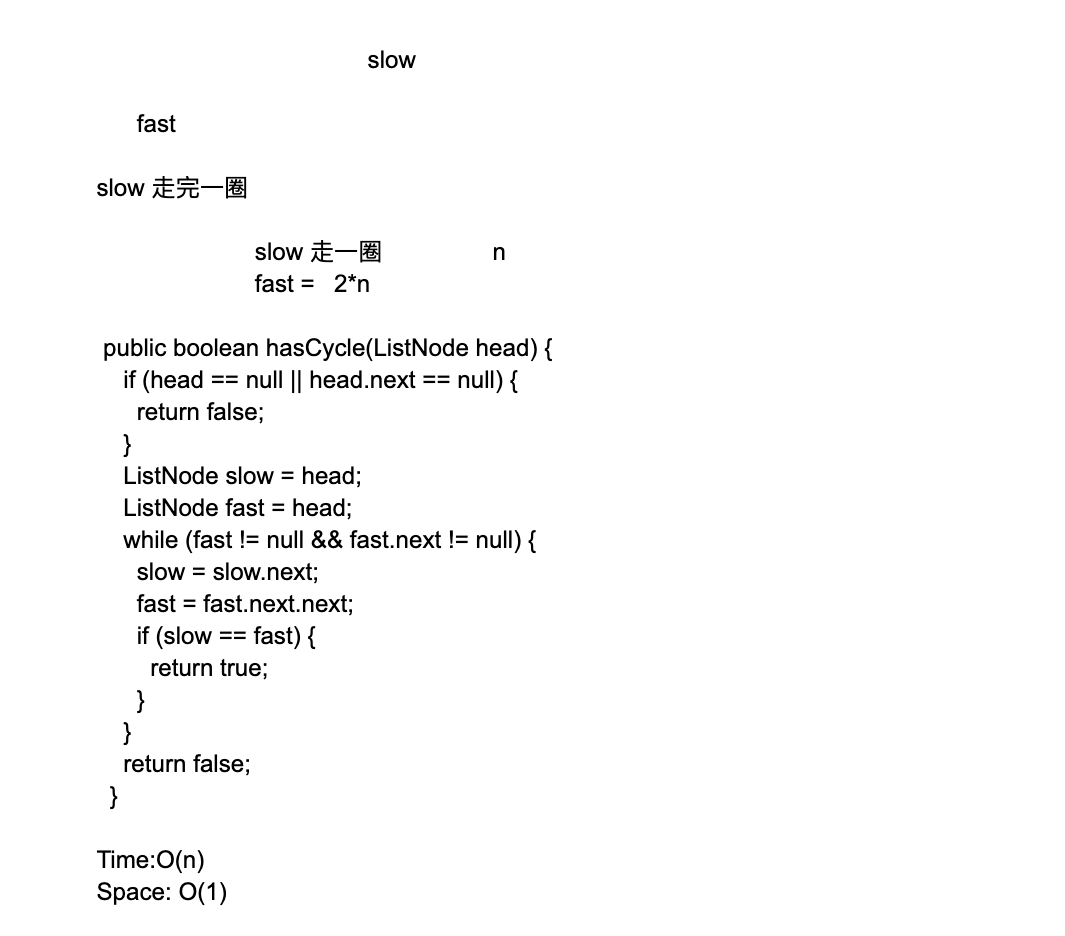 slow
fast
slow 走完一圈
slow 走一圈 n
fast = 2*n
public boolean hasCycle(ListNode head) {
if (head == null || head.next == null) {
return false;
}
ListNode slow = head;
ListNode fast = head;
while (fast != null && fast.next != null) {
slow = slow.next;
fast = fast.next.next;
if (slow == fast) {
return true;
}
}
return false;
}
Time:O(n)
Space: O(1)